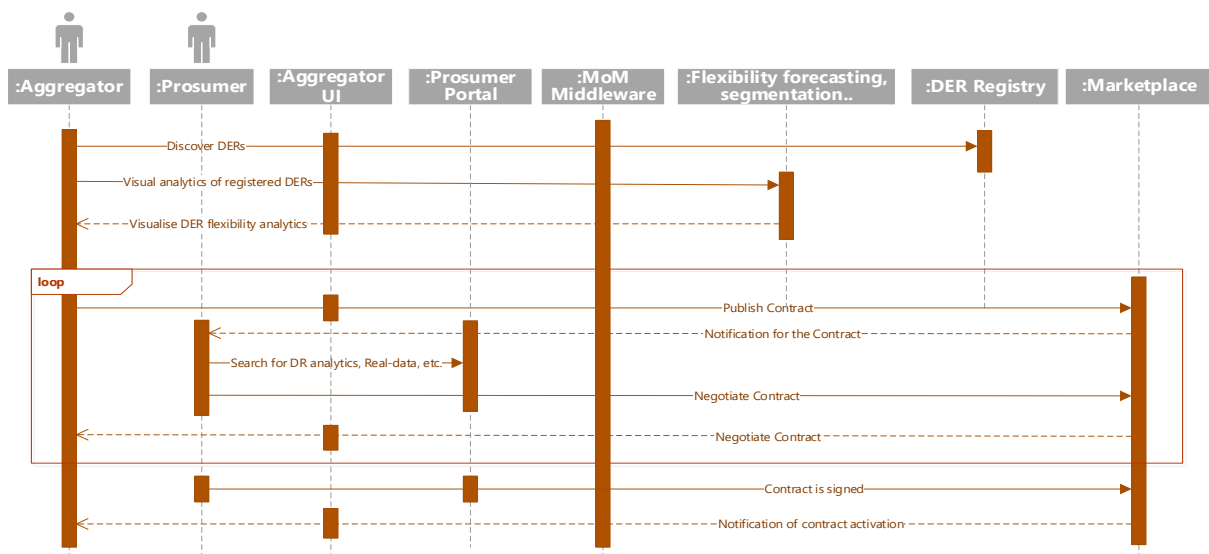 :Aggregator
:Prosumer
:Aggregator
UI
:Prosumer
Portal
:MoM
Middleware
:Flexibility forecasting,
segmentation..
:DER Registry
:Marketplace
Discover DERs
Visual analytics of registered DERs
Visualise DER flexibility analytics
loop
Publish Contract
Notification for the Contract
Search for DR analytics, Real-data, etc.
Negotiate Contract
Negotiate Contract
Contract is signed
Notification of contract activation